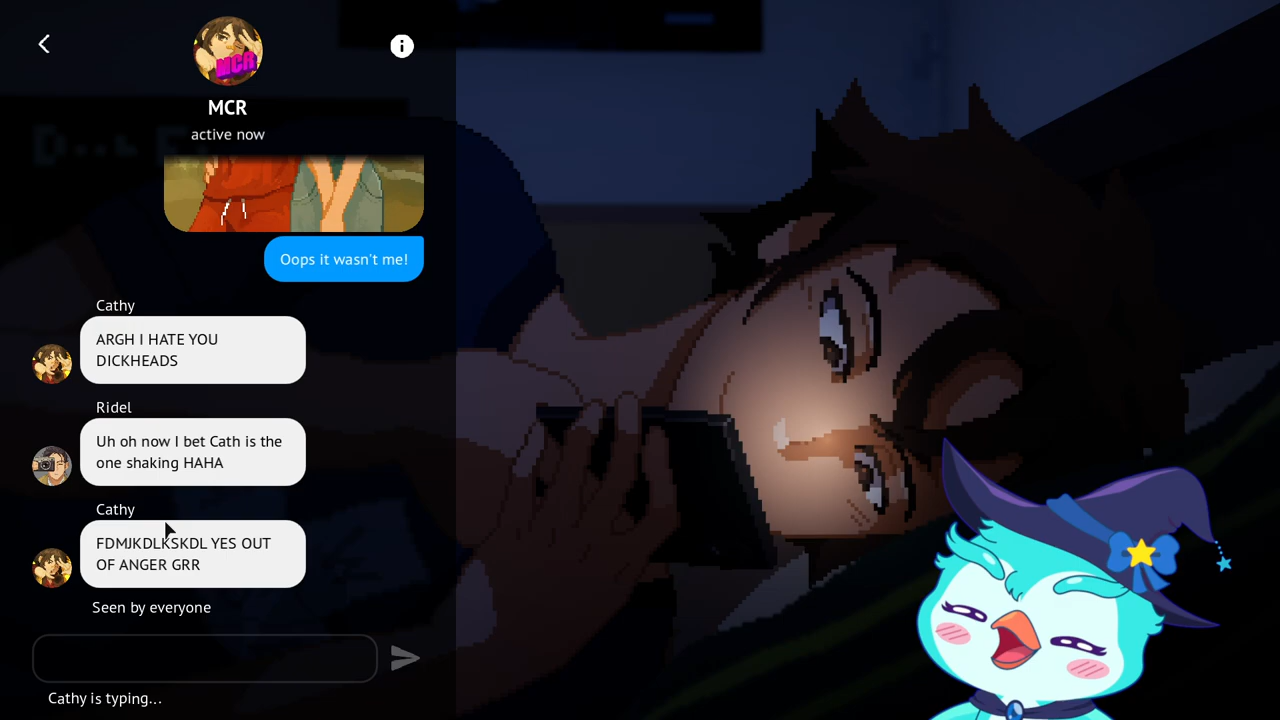 MCR
MCR
active now
Oops it wasn't me!
Cathy
ARGH I HATE YOU
DICKHEADS
Ridel
Uh oh now I bet Cath is the
one shaking HAHA
Cathy
FDMJKDLKSKDL YES OUT
OF ANGER GRR
Seen by everyone
Cathy is typing...